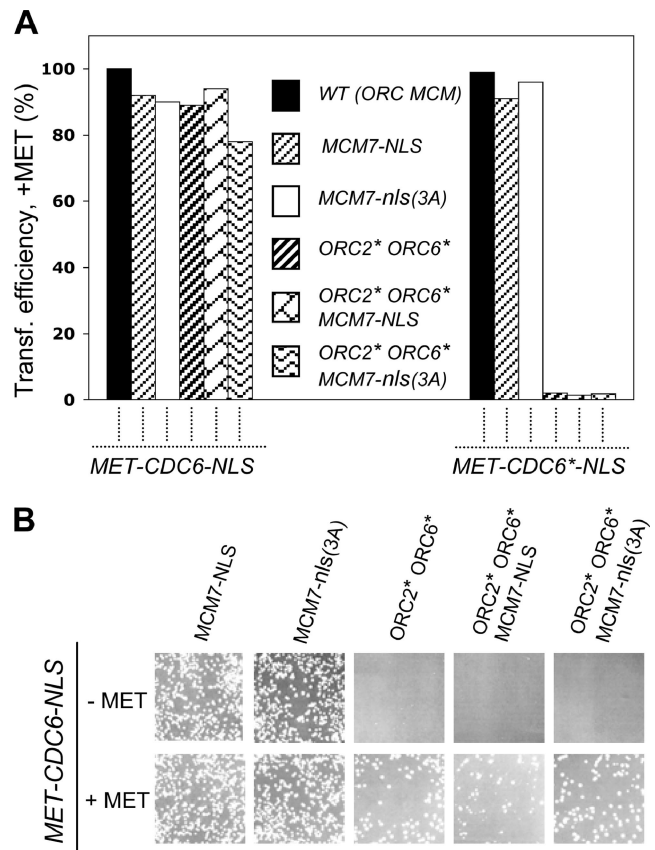 A
Transf. efficiency, +MET (%)
100
80
60
40
20
0
WT (ORC MCM)
MCM7-NLS
MCM7-nls(3A)
ORC2* ORC6*
ORC2* ORC6*
MCM7-NLS
ORC2* ORC6*
MCM7-nls(3A)
MET-CDC6-NLS
MET-CDC6*-NLS
B
MCM7-NLS
MCM7-nls(3A)
ORC2* ORC6*
ORC2* ORC6*
MCM7-NLS
ORC2* ORC6*
MCM7-nls(3A)
MET-CDC6-NLS
- MET
+ MET